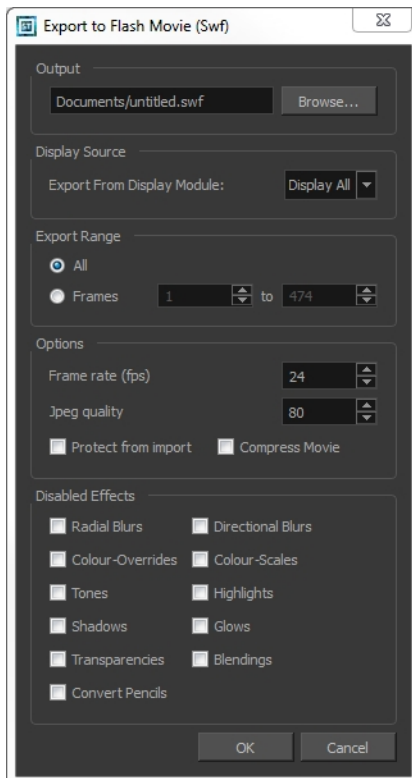 ST Export to Flash Movie (Swf)
Output
Documents/untitled.swf Browse...
Display Source
Export From Display Module: Display All
Export Range
All
Frames 1 to 474
Options
Frame rate (fps) 24
Jpeg quality 80
Protect from import Compress Movie
Disabled Effects
Radial Blurs Directional Blurs
Colour-Overrides Colour-Scales
Tones Highlights
Shadows Glows
Transparencies Blendings
Convert Pencils
OK Cancel